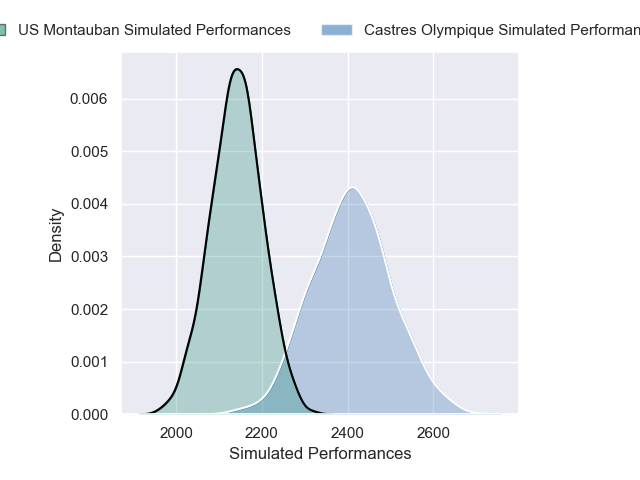 US Montauban Simulated Performances Castres Olympique Simulated Performan
0.006
0.005
0.004
0.003
0.002
0.001
0.000
Density
2000 2200 2400 2600
Simulated Performances